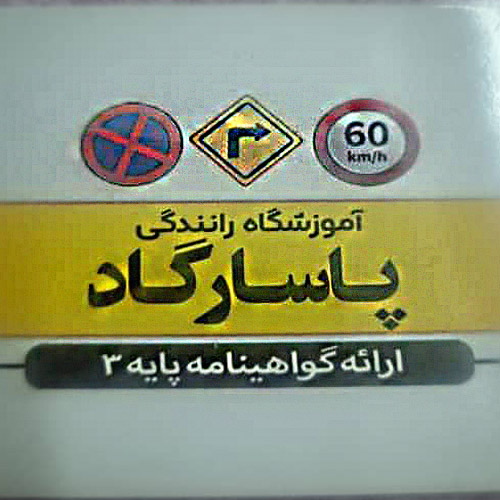 60
km/h
آموزشگاه رانندگی
پاسارگاد
ارائه گواهینامه پایه ۳